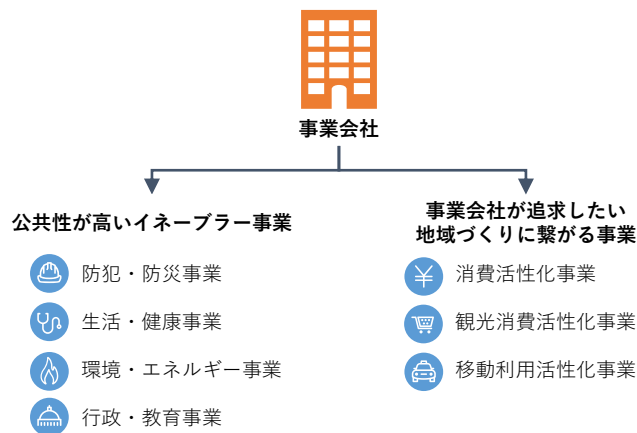 事業会社
公共性が高いイネーブラー事業
防犯・防災事業
生活・健康事業
環境・エネルギー事業
行政・教育事業
事業会社が追求したい
地域づくりに繋がる事業
¥
消費活性化事業
観光消費活性化事業
移動利用活性化事業